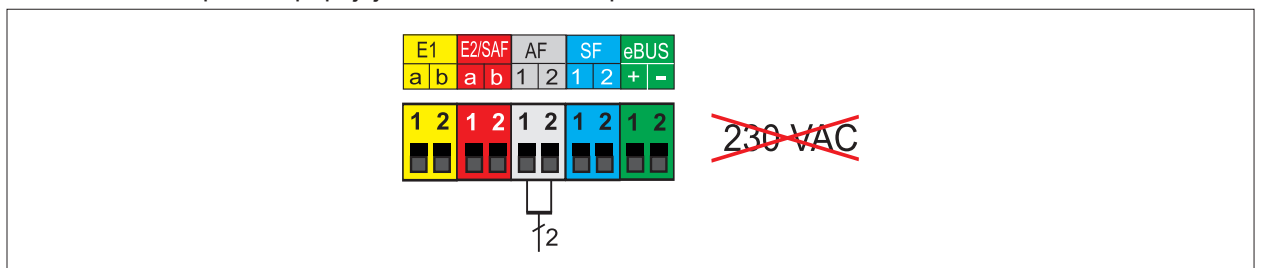 E1 E2/SAF AF SF eBUS
a b a b 1 2 1 2 + -
1 2 1 2 1 2 1 2 1 2
230 VAC
2